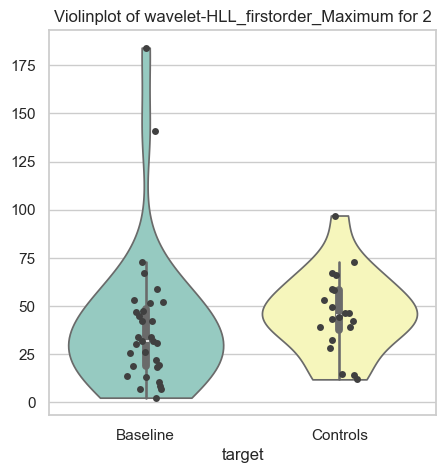 Violinplot of wavelet-HLL_firstorder_Maximum for 2
175
150
125
100
75
50
25
0
Baseline
Controls
target